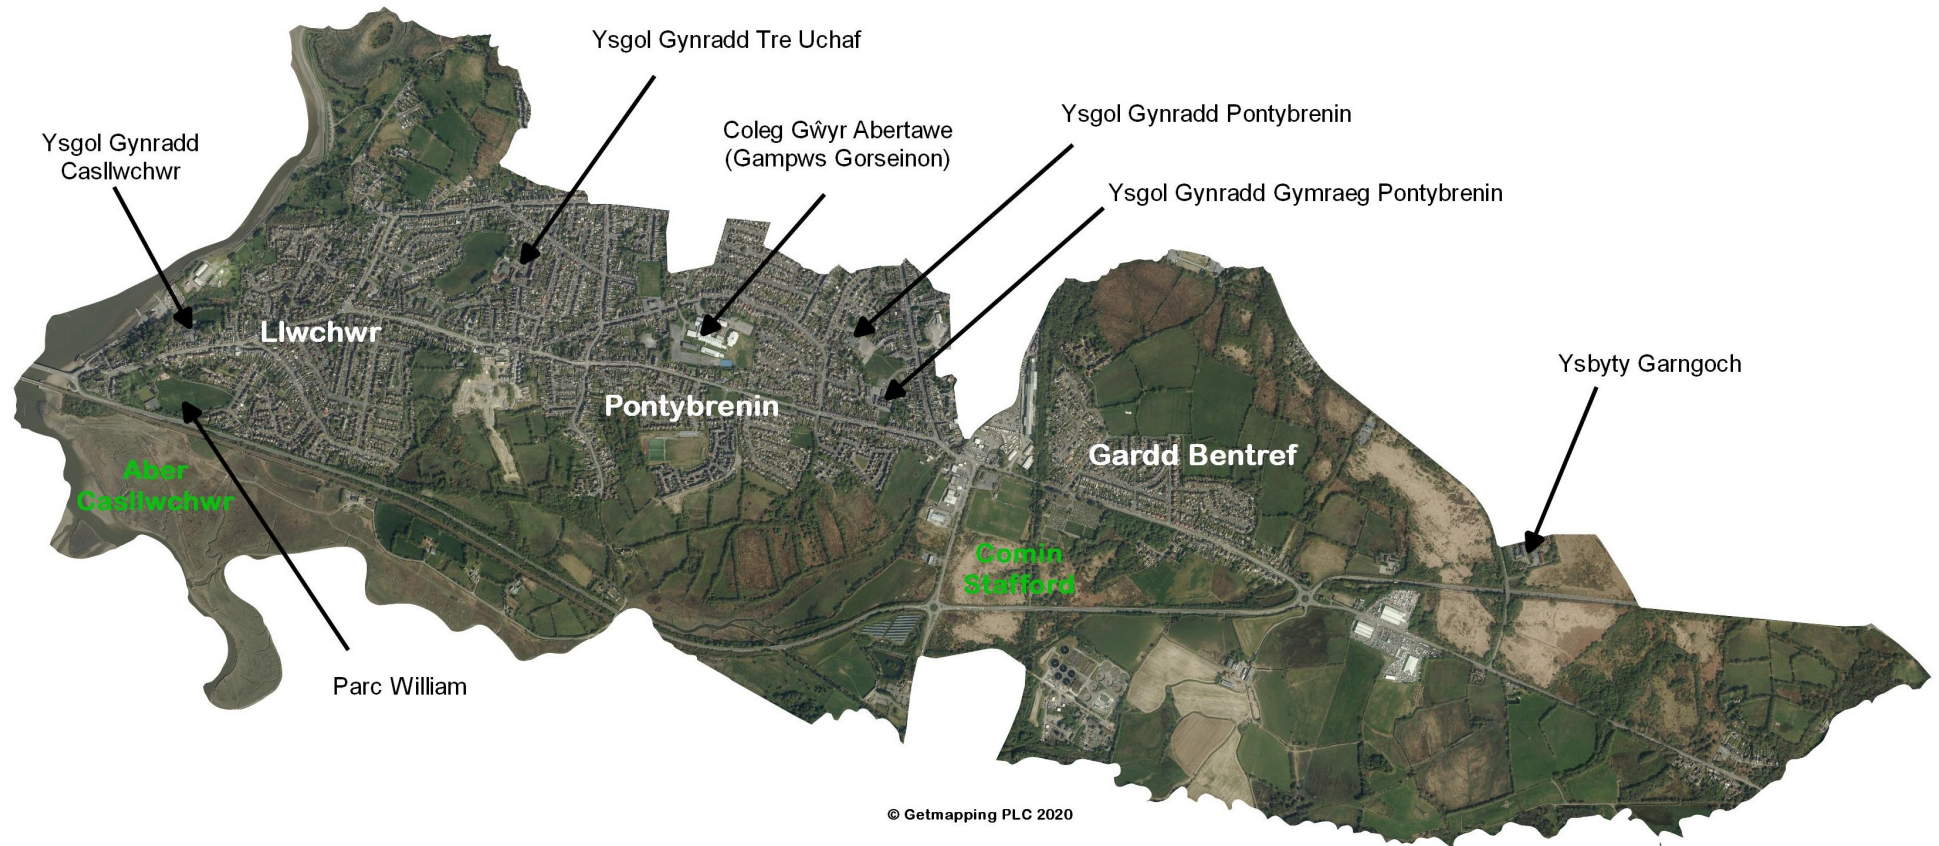 Ysgol Gynradd Tre Uchaf
Ysgol Gynradd Pontybrenin
Coleg Gŵyr Abertawe
(Gampws Gorseinon)
Ysgol Gynradd
Casllwchwr
Ysgol Gynradd Gymraeg Pontybrenin
Llwchwr
Ysbyty Garngoch
Pontybrenin
Gardd Bentref
Aber
Casllwchwr
Comin
Stafford
Parc William
© Getmapping PLC 2020